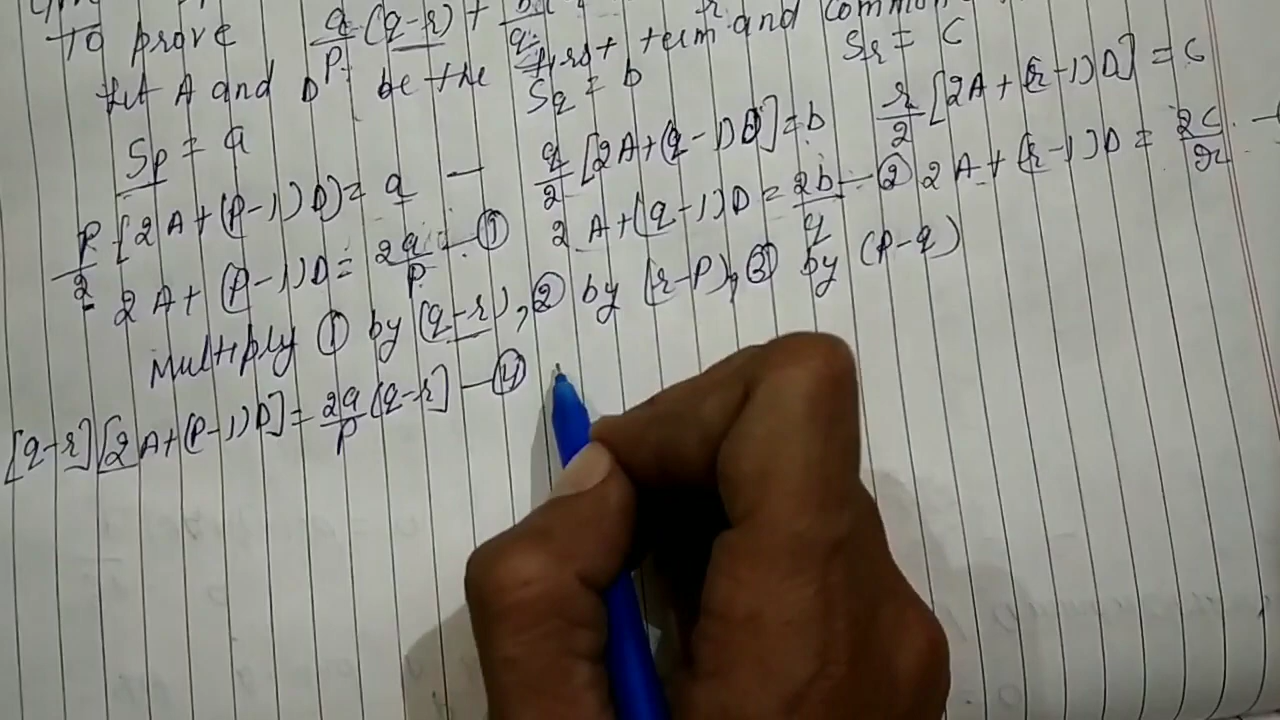 To prove a/p (q-r) + b/q
Let A and D be the first term and common
Sp = a Sq = b Sr = c
p/2 [2A+(p-1)D] = a — q/2 [2A+(q-1)D] = b r/2 [2A+(r-1)D] = c
2A+(p-1)D = 2a/p — ① 2A+(q-1)D = 2b/q — ② 2A+(r-1)D = 2c/r —
Multiply ① by (q-r), ② by (r-p), ③ by (p-q)
[q-r][2A+(p-1)D] = 2a/p (q-r] — ④